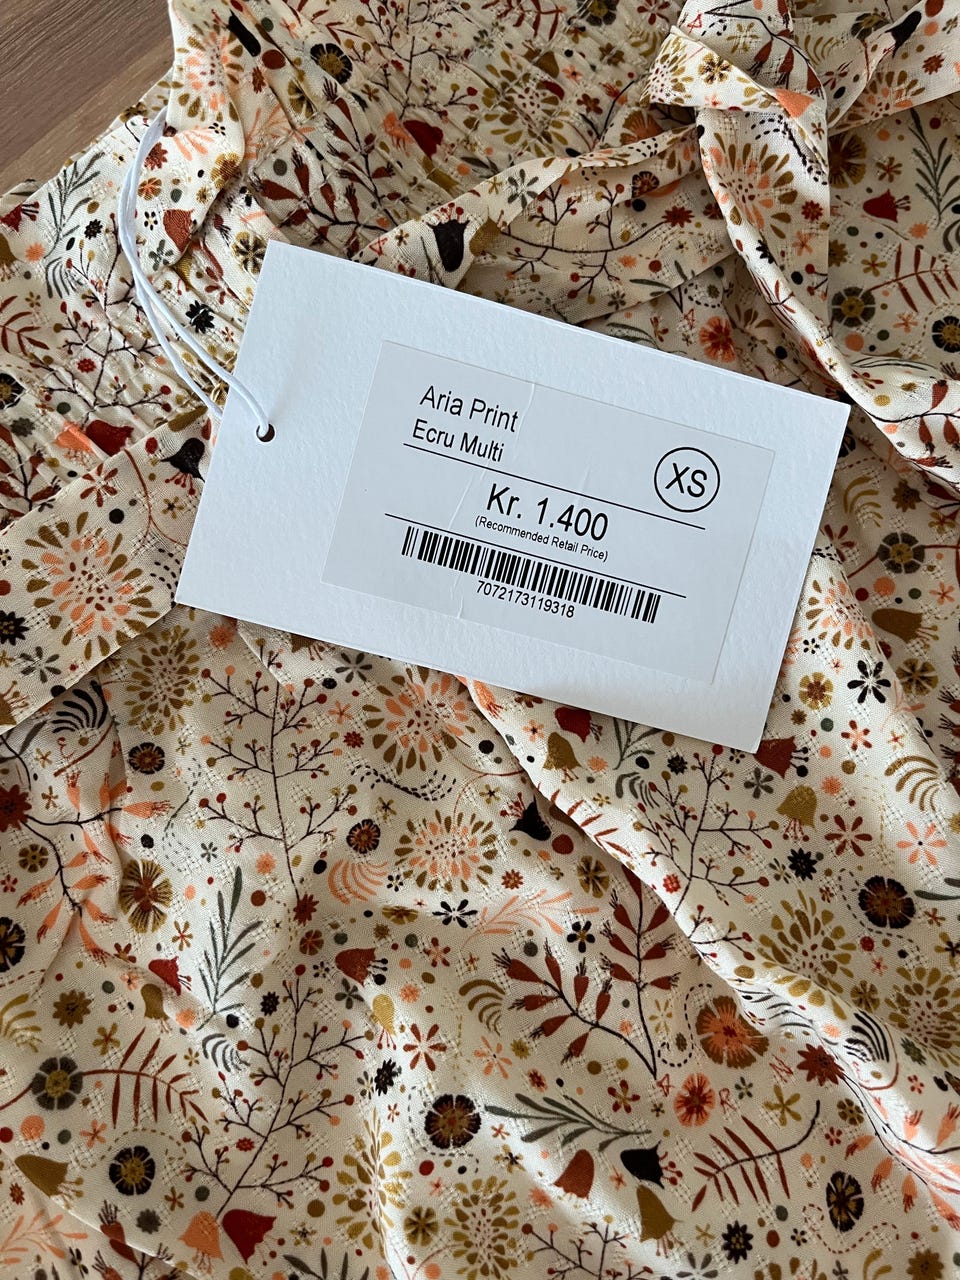 Aria Print
Ecru Multi
XS
Kr. 1.400
(Recommended Retail Price)
7072173119318